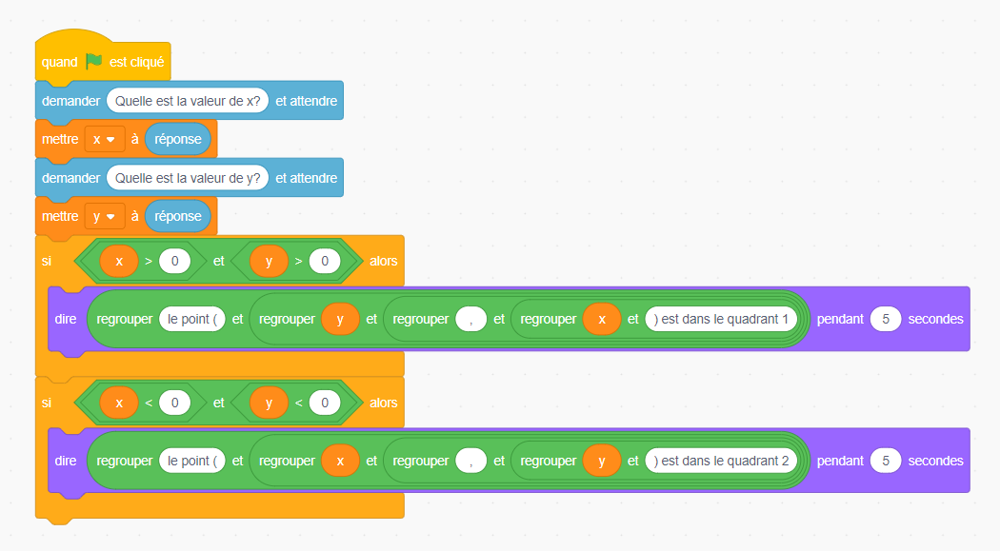 quand est cliqué
demander Quelle est la valeur de x? et attendre
mettre x à réponse
demander Quelle est la valeur de y? et attendre
mettre y à réponse
si x > 0 et y > 0 alors
dire regrouper le point ( et regrouper y et regrouper , et regrouper x et ) est dans le quadrant 1 pendant 5 secondes
si x < 0 et y < 0 alors
dire regrouper le point ( et regrouper x et regrouper , et regrouper y et ) est dans le quadrant 2 pendant 5 secondes